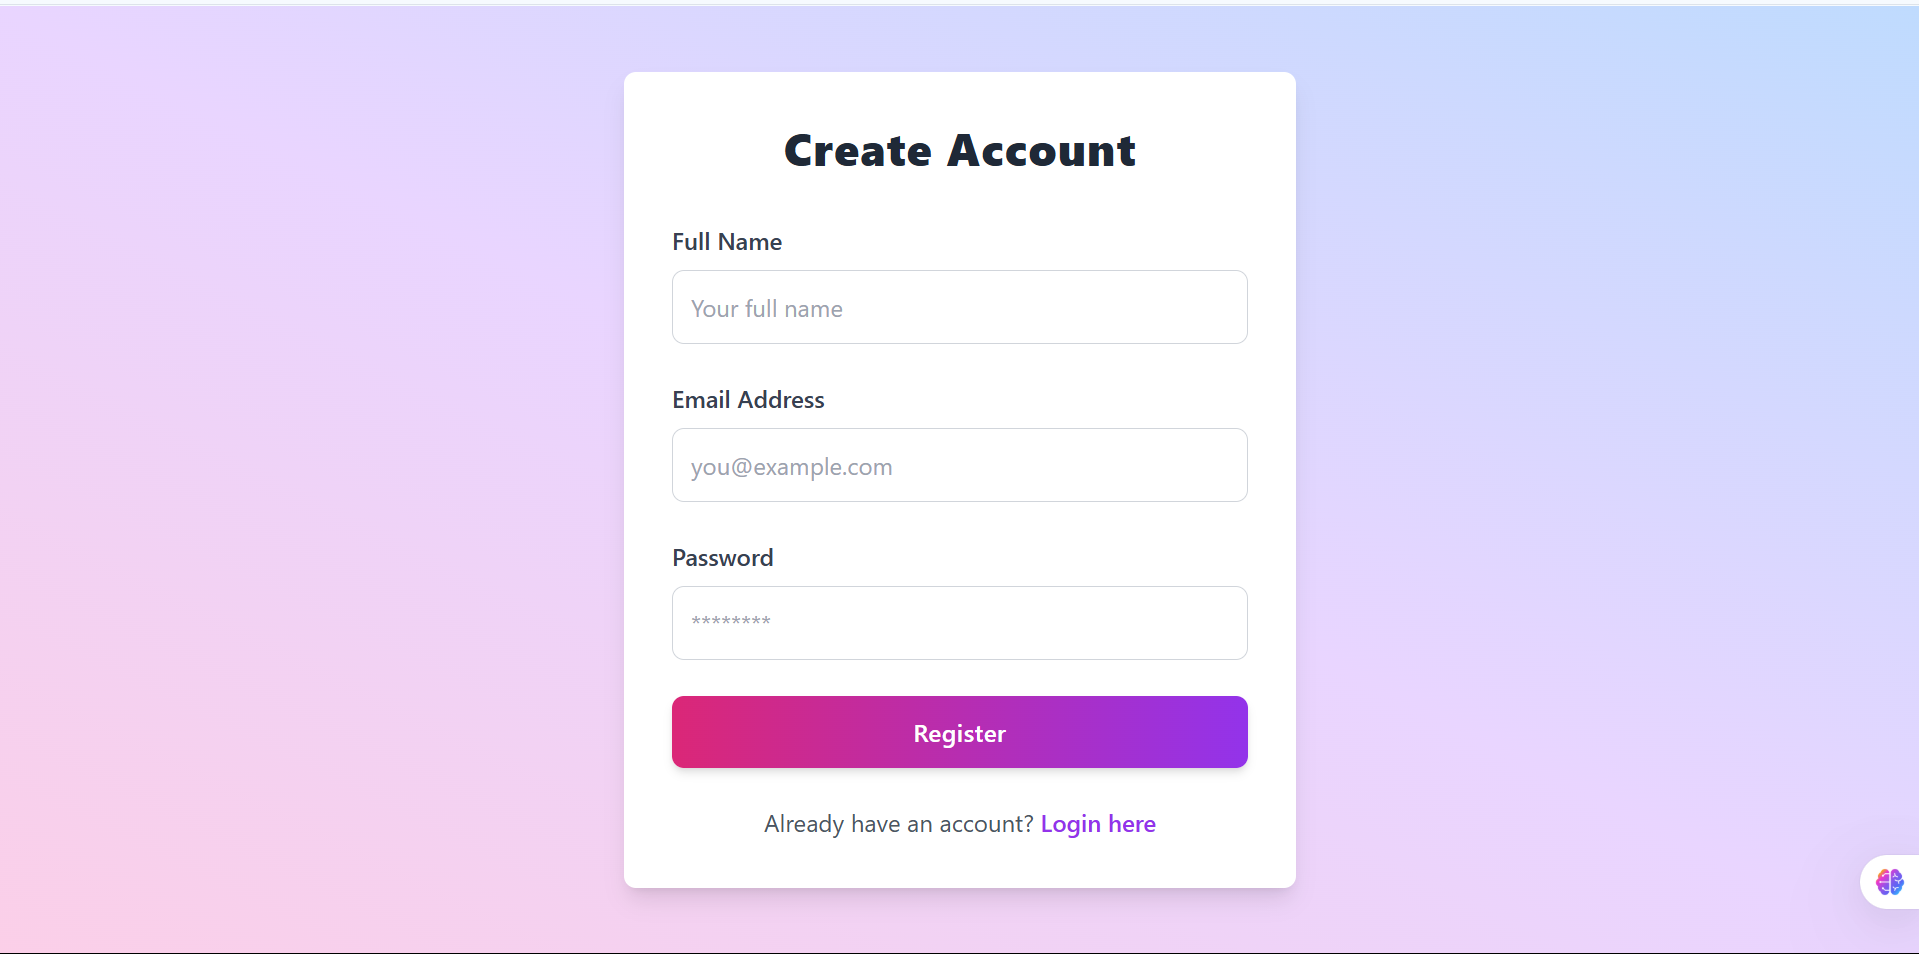 Create Account
Full Name
Your full name
Email Address
you@example.com
Password
********
Register
Already have an account? Login here